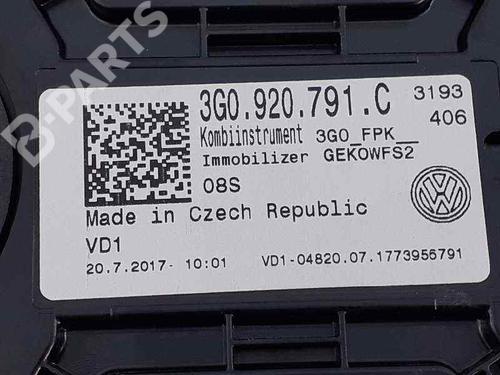 B-PARTS
3G0.920.791.C 3193
Kombiinstrument 3G0_FPK__ 406
Immobilizer GEKOWFS2
08S
Made in Czech Republic
VD1
20.7.2017- 10:01 VD1-04820.07.1773956791